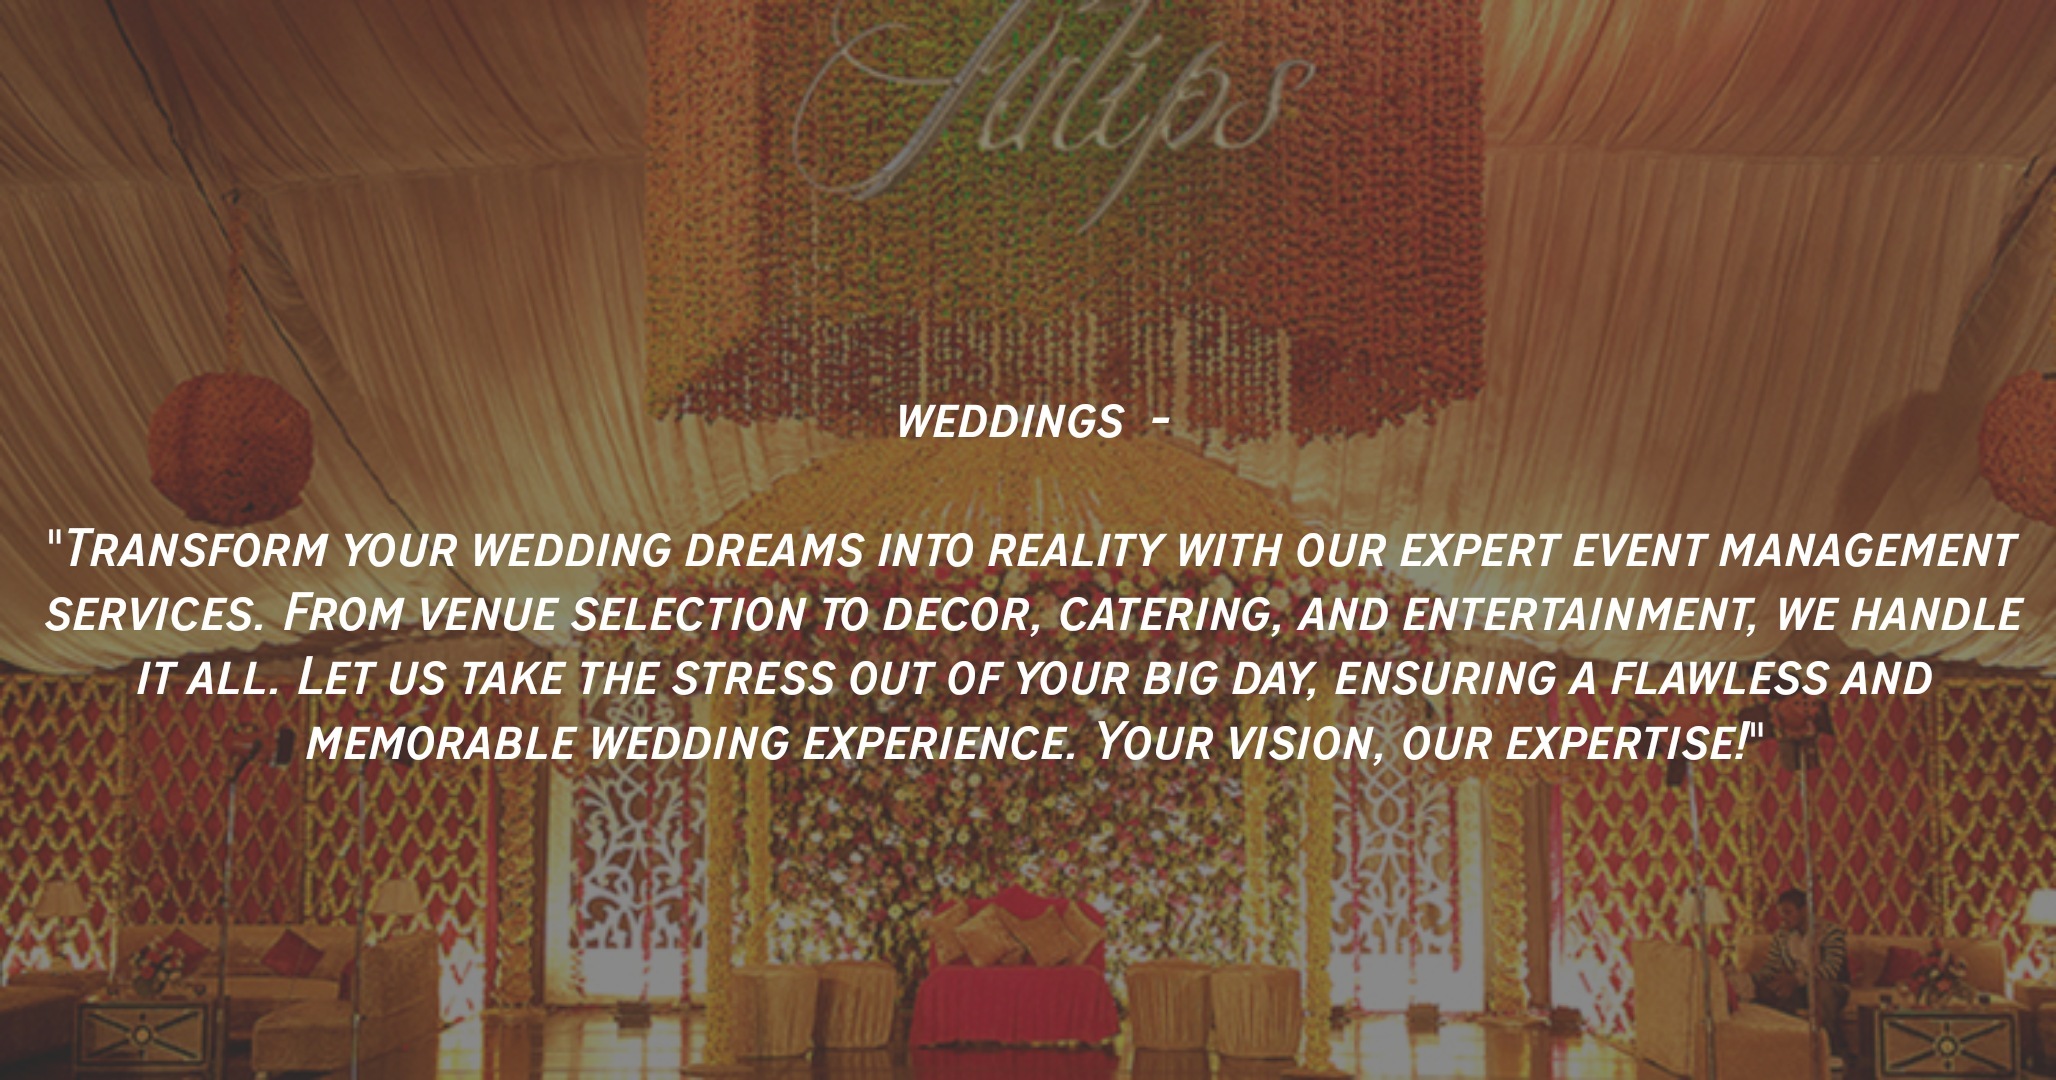 Tulips
WEDDINGS -
"TRANSFORM YOUR WEDDING DREAMS INTO REALITY WITH OUR EXPERT EVENT MANAGEMENT
SERVICES. FROM VENUE SELECTION TO DECOR, CATERING, AND ENTERTAINMENT, WE HANDLE
IT ALL. LET US TAKE THE STRESS OUT OF YOUR BIG DAY, ENSURING A FLAWLESS AND
MEMORABLE WEDDING EXPERIENCE. YOUR VISION, OUR EXPERTISE!"